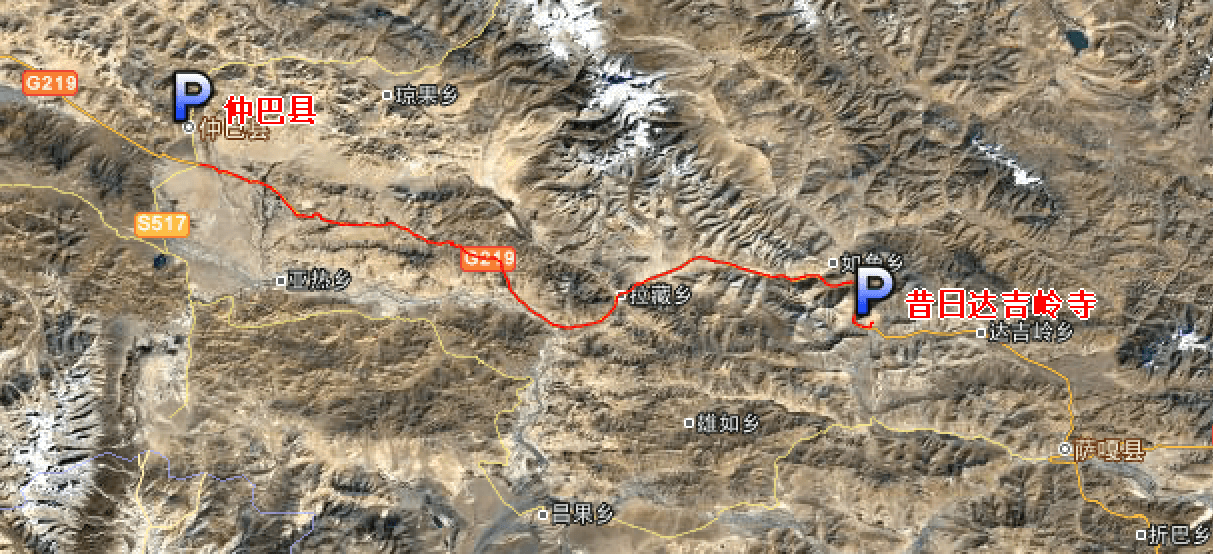 G219
P
仲巴县
仲巴县
琼果乡
S517
G219
亚热乡
拉藏乡
如角乡
P
昔日达吉岭寺
达吉岭乡
雄如乡
萨嘎县
吕果乡
折巴乡